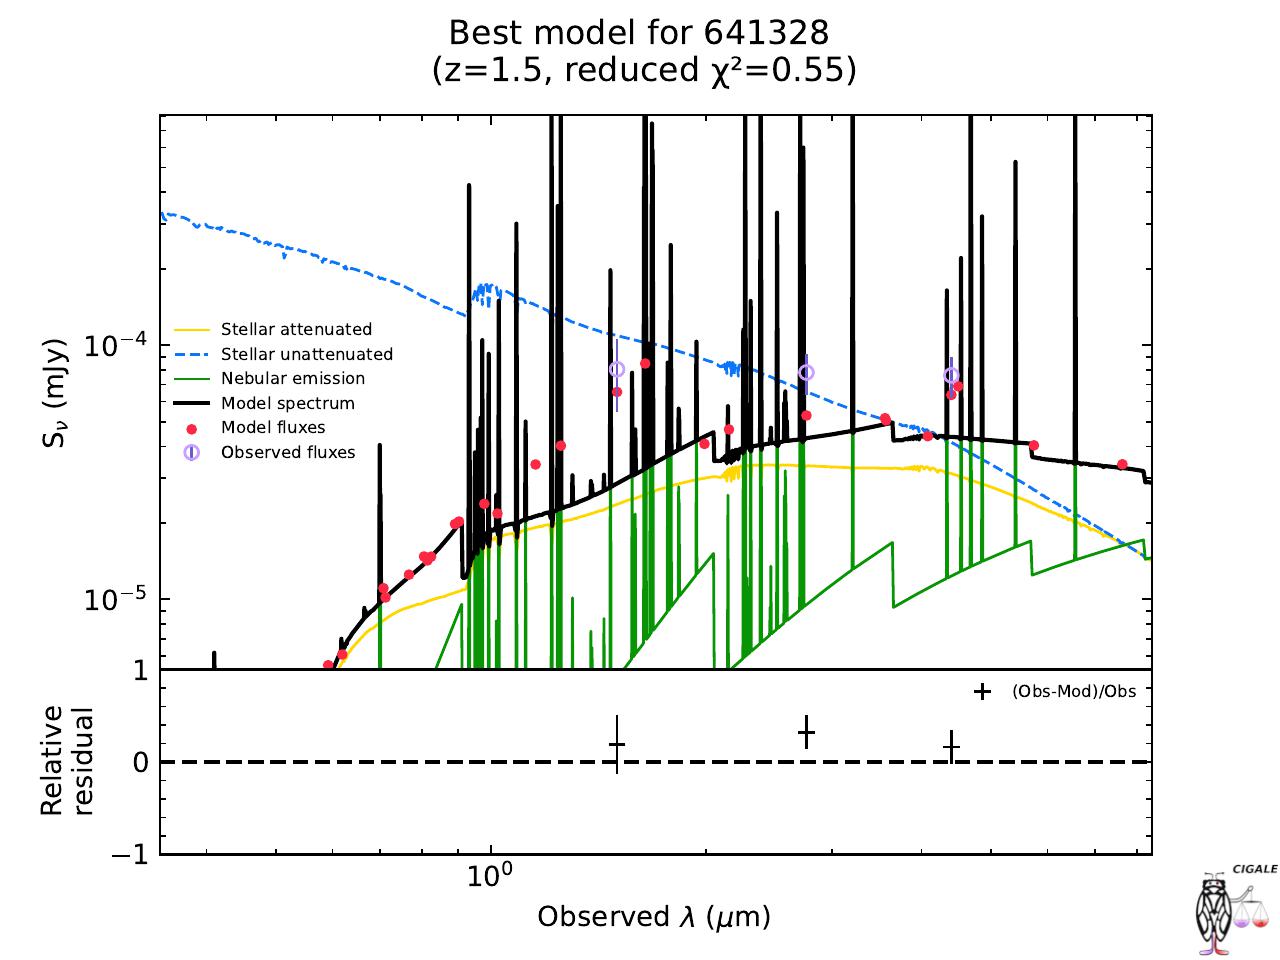 Best model for 641328
(z=1.5, reduced χ²=0.55)
Sν (mJy)
10⁻⁴
10⁻⁵
Stellar attenuated
Stellar unattenuated
Nebular emission
Model spectrum
Model fluxes
Observed fluxes
Relative
residual
1
0
−1
(Obs-Mod)/Obs
10⁰
Observed λ (μm)
CIGALE